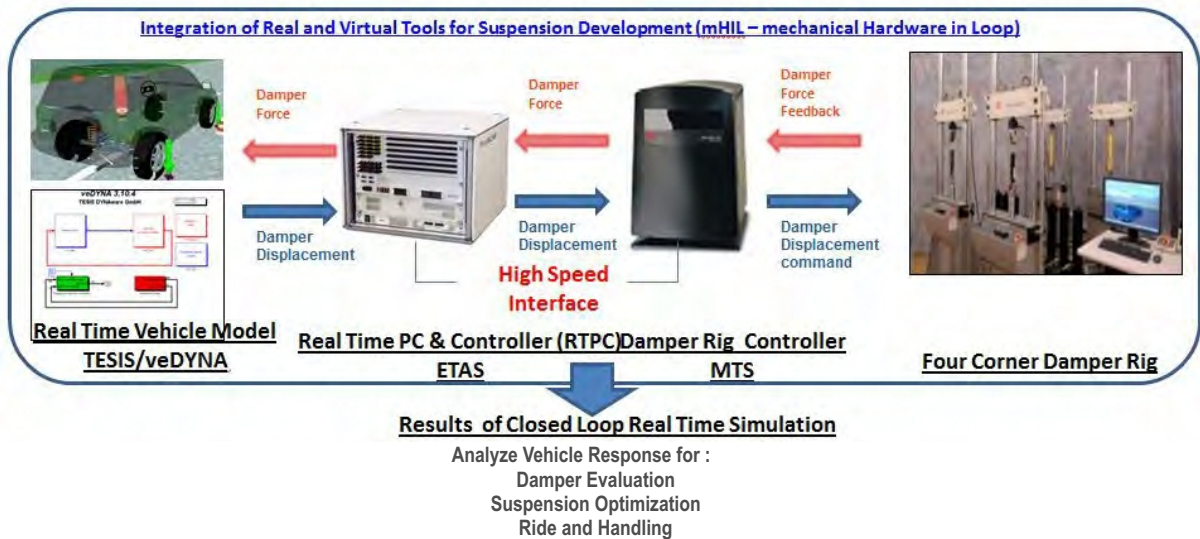 Integration of Real and Virtual Tools for Suspension Development (mHIL – mechanical Hardware in Loop)
Damper
Force
Damper
Force
Damper
Force
Feedback
veDYNA 3.10.4
TESIS DYNAware GmbH
Damper
Displacement
Damper
Displacement
Damper
Displacement
command
High Speed
Interface
Real Time Vehicle Model
TESIS/veDYNA
Real Time PC & Controller (RTPC)
ETAS
Damper Rig Controller
MTS
Four Corner Damper Rig
Results of Closed Loop Real Time Simulation
Analyze Vehicle Response for :
Damper Evaluation
Suspension Optimization
Ride and Handling